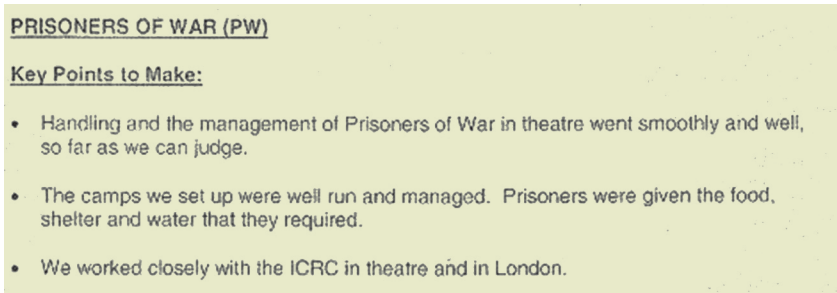 PRISONERS OF WAR (PW)
Key Points to Make:
• Handling and the management of Prisoners of War in theatre went smoothly and well,
so far as we can judge.
• The camps we set up were well run and managed. Prisoners were given the food,
shelter and water that they required.
• We worked closely with the ICRC in theatre and in London.